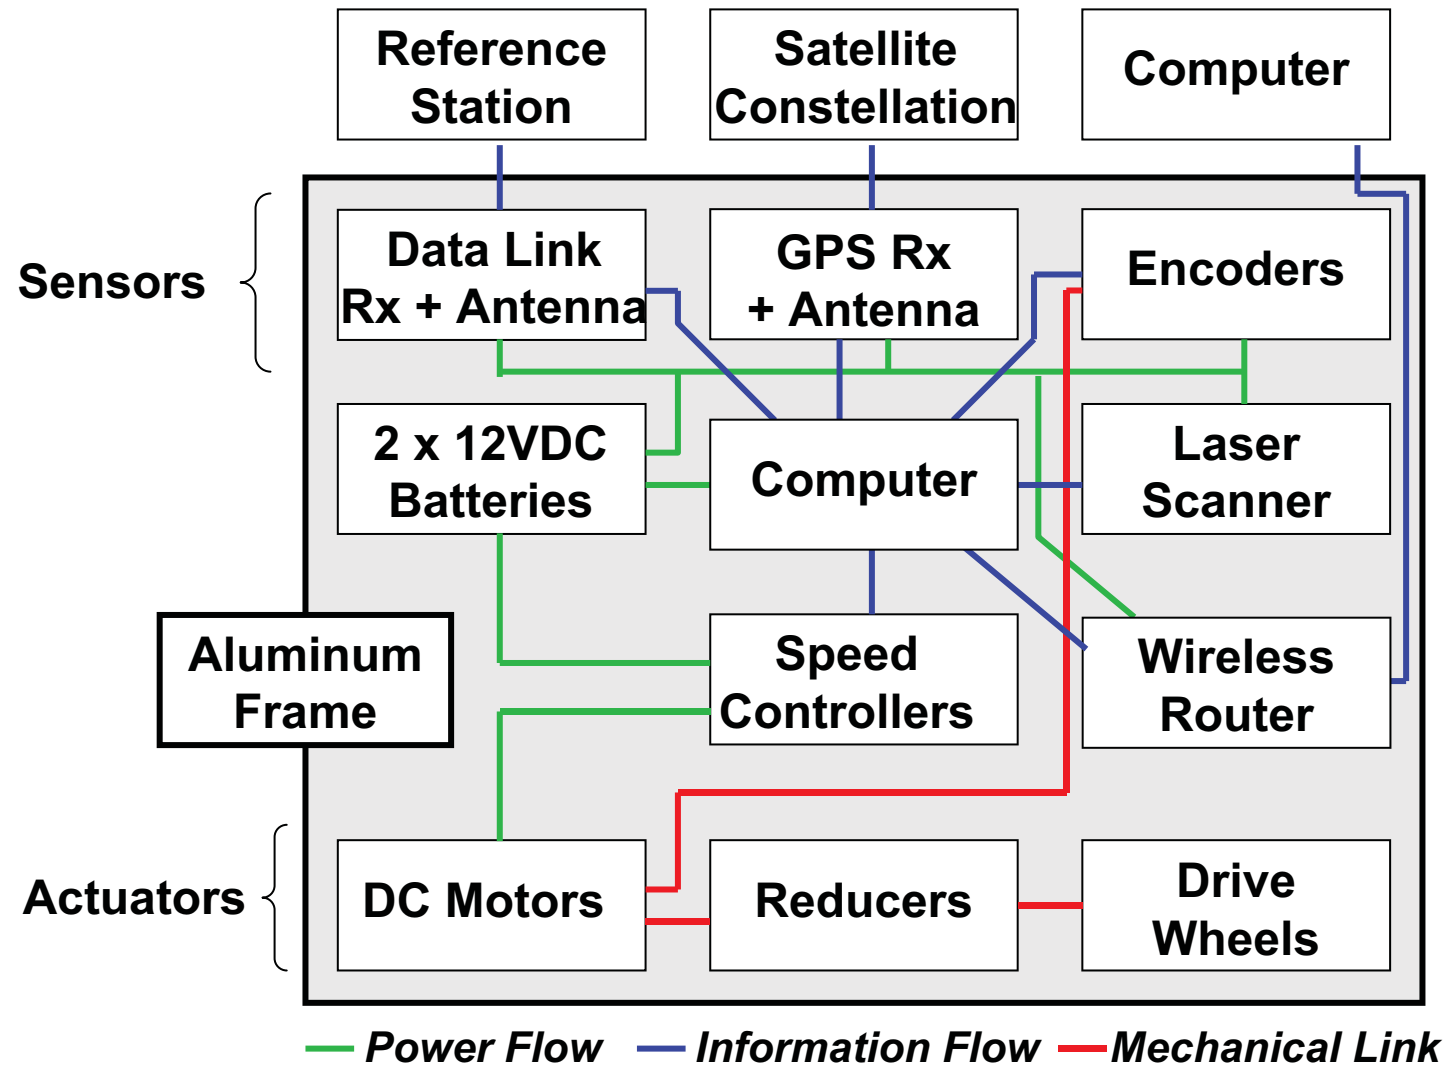 Reference
Station
Satellite
Constellation
Computer
Sensors
Data Link
Rx + Antenna
GPS Rx
+ Antenna
Encoders
2 x 12VDC
Batteries
Computer
Laser
Scanner
Aluminum
Frame
Speed
Controllers
Wireless
Router
Actuators
DC Motors
Reducers
Drive
Wheels
Power Flow
Information Flow
Mechanical Link